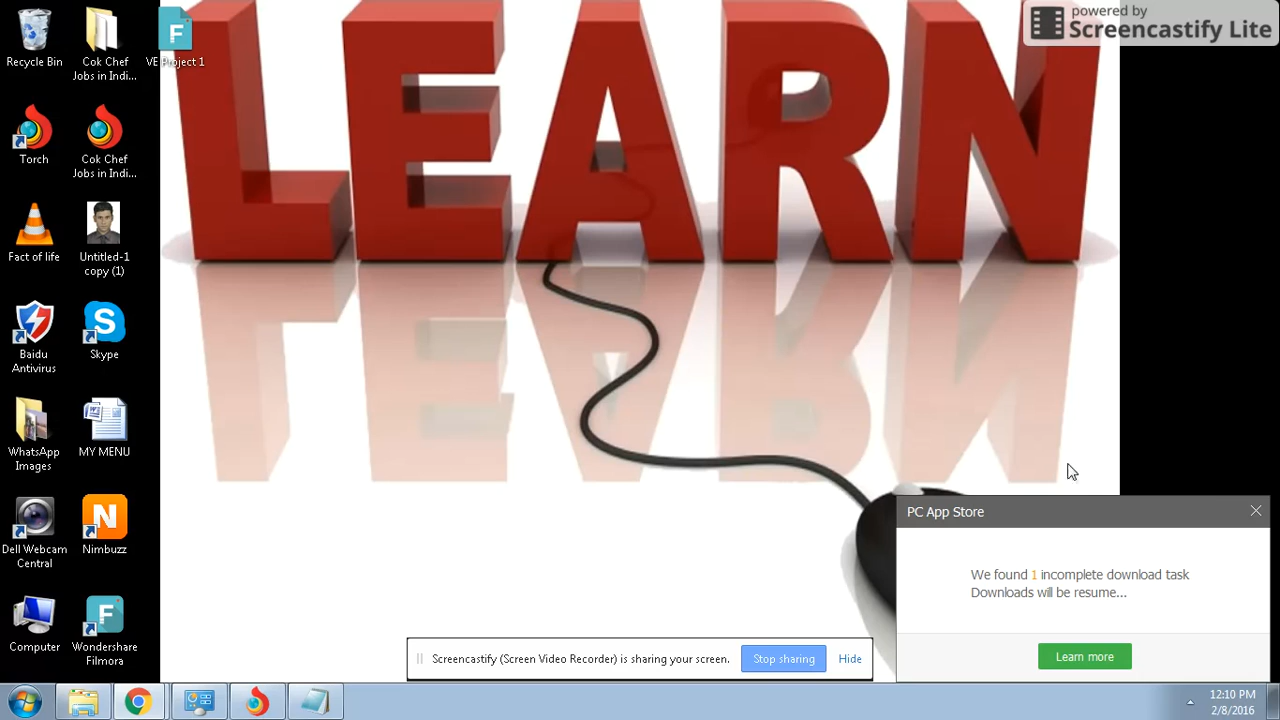 powered by
Screencastify Lite
LEARN
Recycle Bin
Cok Chef
Jobs in Indi...
VE Project 1
Torch
Cok Chef
Jobs in Indi...
Fact of life
Untitled-1
copy (1)
Baidu
Antivirus
Skype
WhatsApp
Images
MY MENU
Dell Webcam
Central
Nimbuzz
Computer
Wondershare
Filmora
PC App Store
We found 1 incomplete download task
Downloads will be resume...
Learn more
Screencastify (Screen Video Recorder) is sharing your screen.
Stop sharing
Hide
12:10 PM
2/8/2016